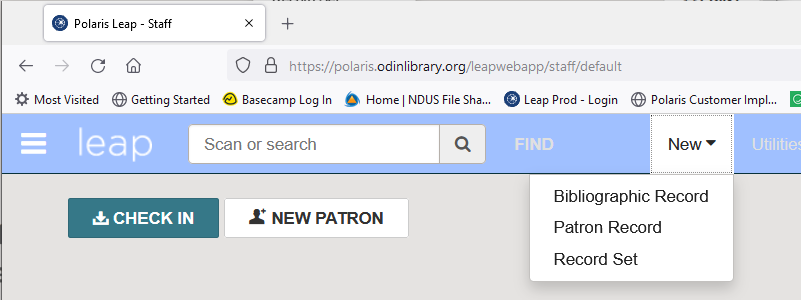 Polaris Leap - Staff
https://polaris.odinlibrary.org/leapwebapp/staff/default
Most Visited Getting Started Basecamp Log In Home | NDUS File Sha... Leap Prod - Login Polaris Customer Impl...
leap Scan or search FIND New Utilities
Bibliographic Record
Patron Record
Record Set
CHECK IN NEW PATRON